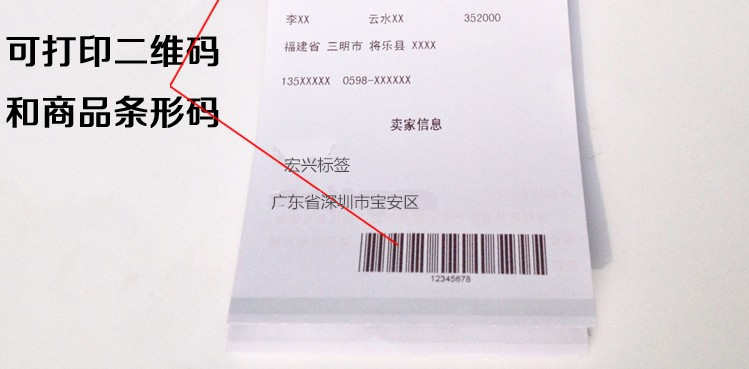 李XX 云水XX 352000
福建省 三明市 将乐县 XXXX
135XXXXX 0598-XXXXXX
可打印二维码
和商品条形码
卖家信息
宏兴标签
广东省深圳市宝安区
12345678